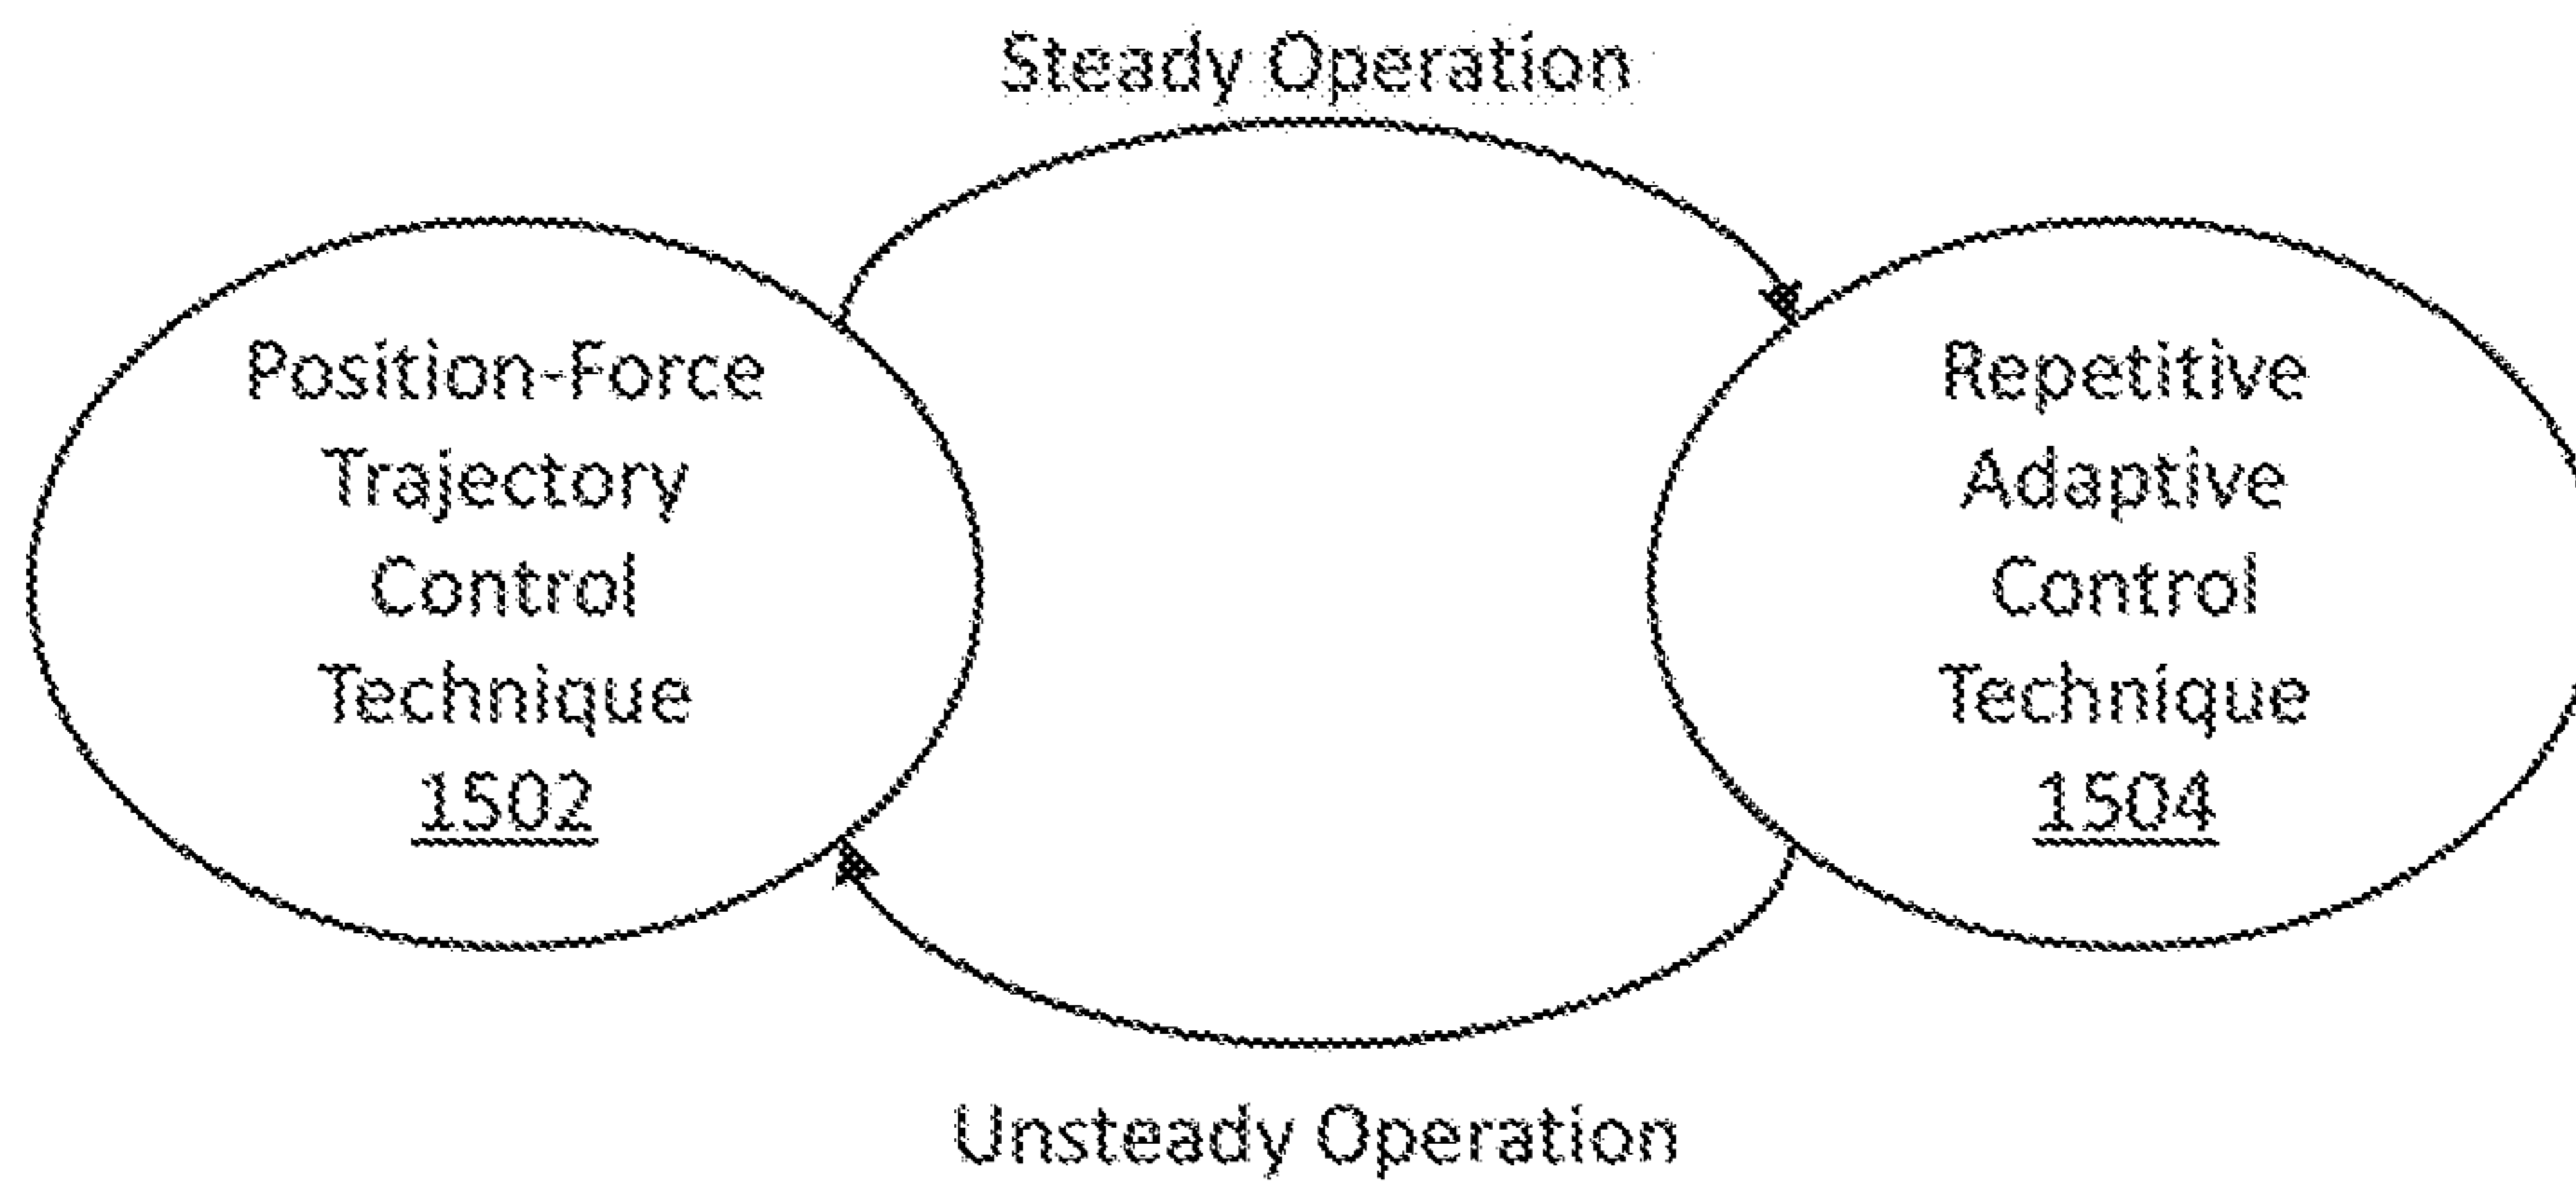 Steady Operation
Position-Force
Trajectory
Control
Technique
1502
Repetitive
Adaptive
Control
Technique
1504
Unsteady Operation